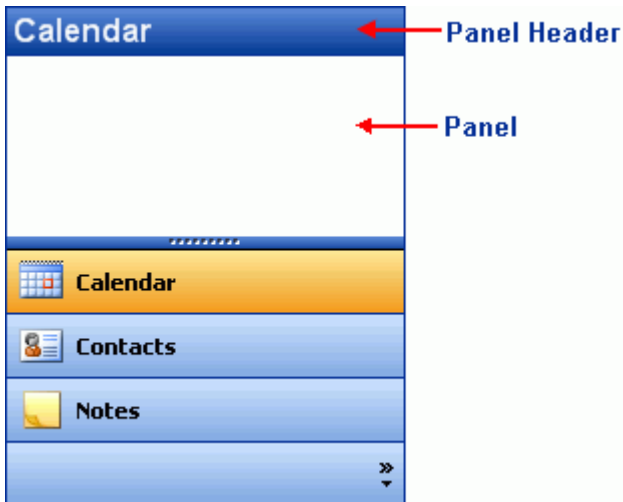 Calendar
Panel Header
Panel
Calendar
Contacts
Notes
»